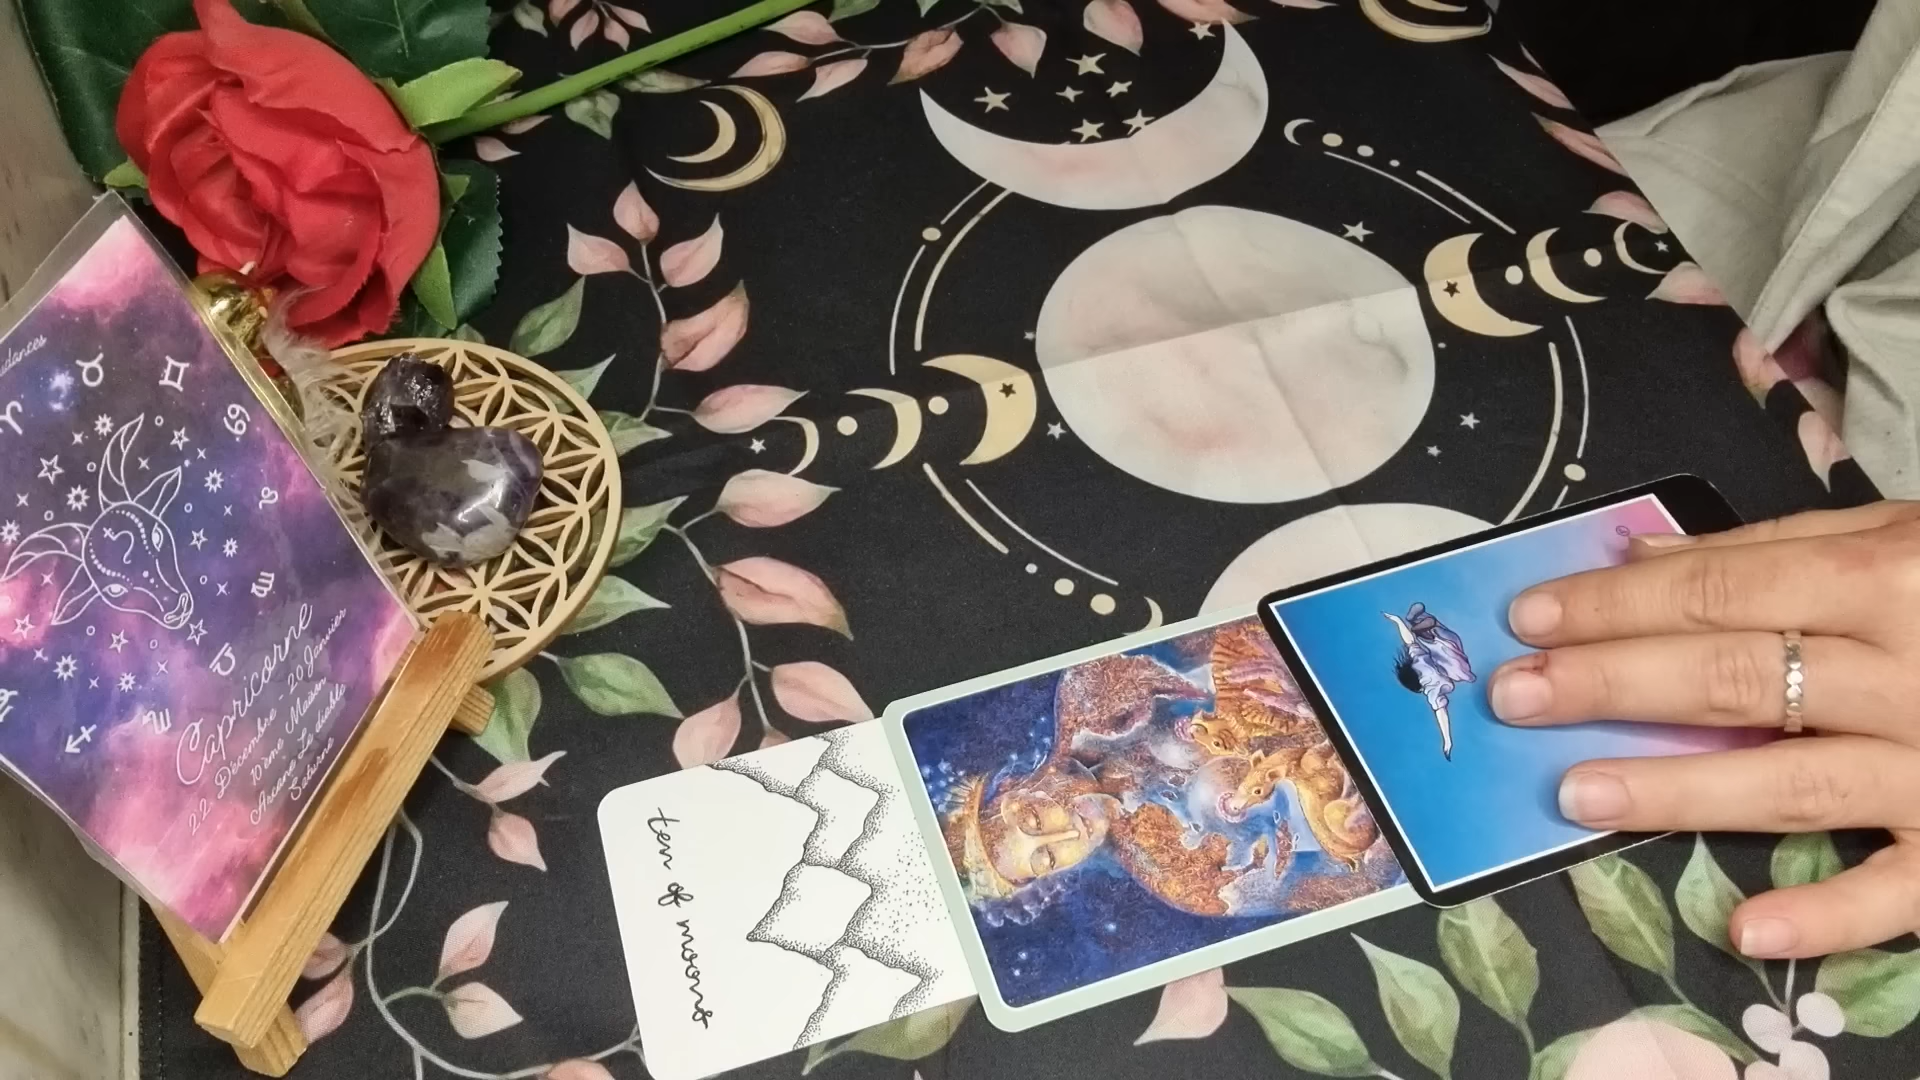 Capricorne
22 Décembre - 20 Janvier
10ème Maison
Arcane Le diable
Saturne
ten of moons